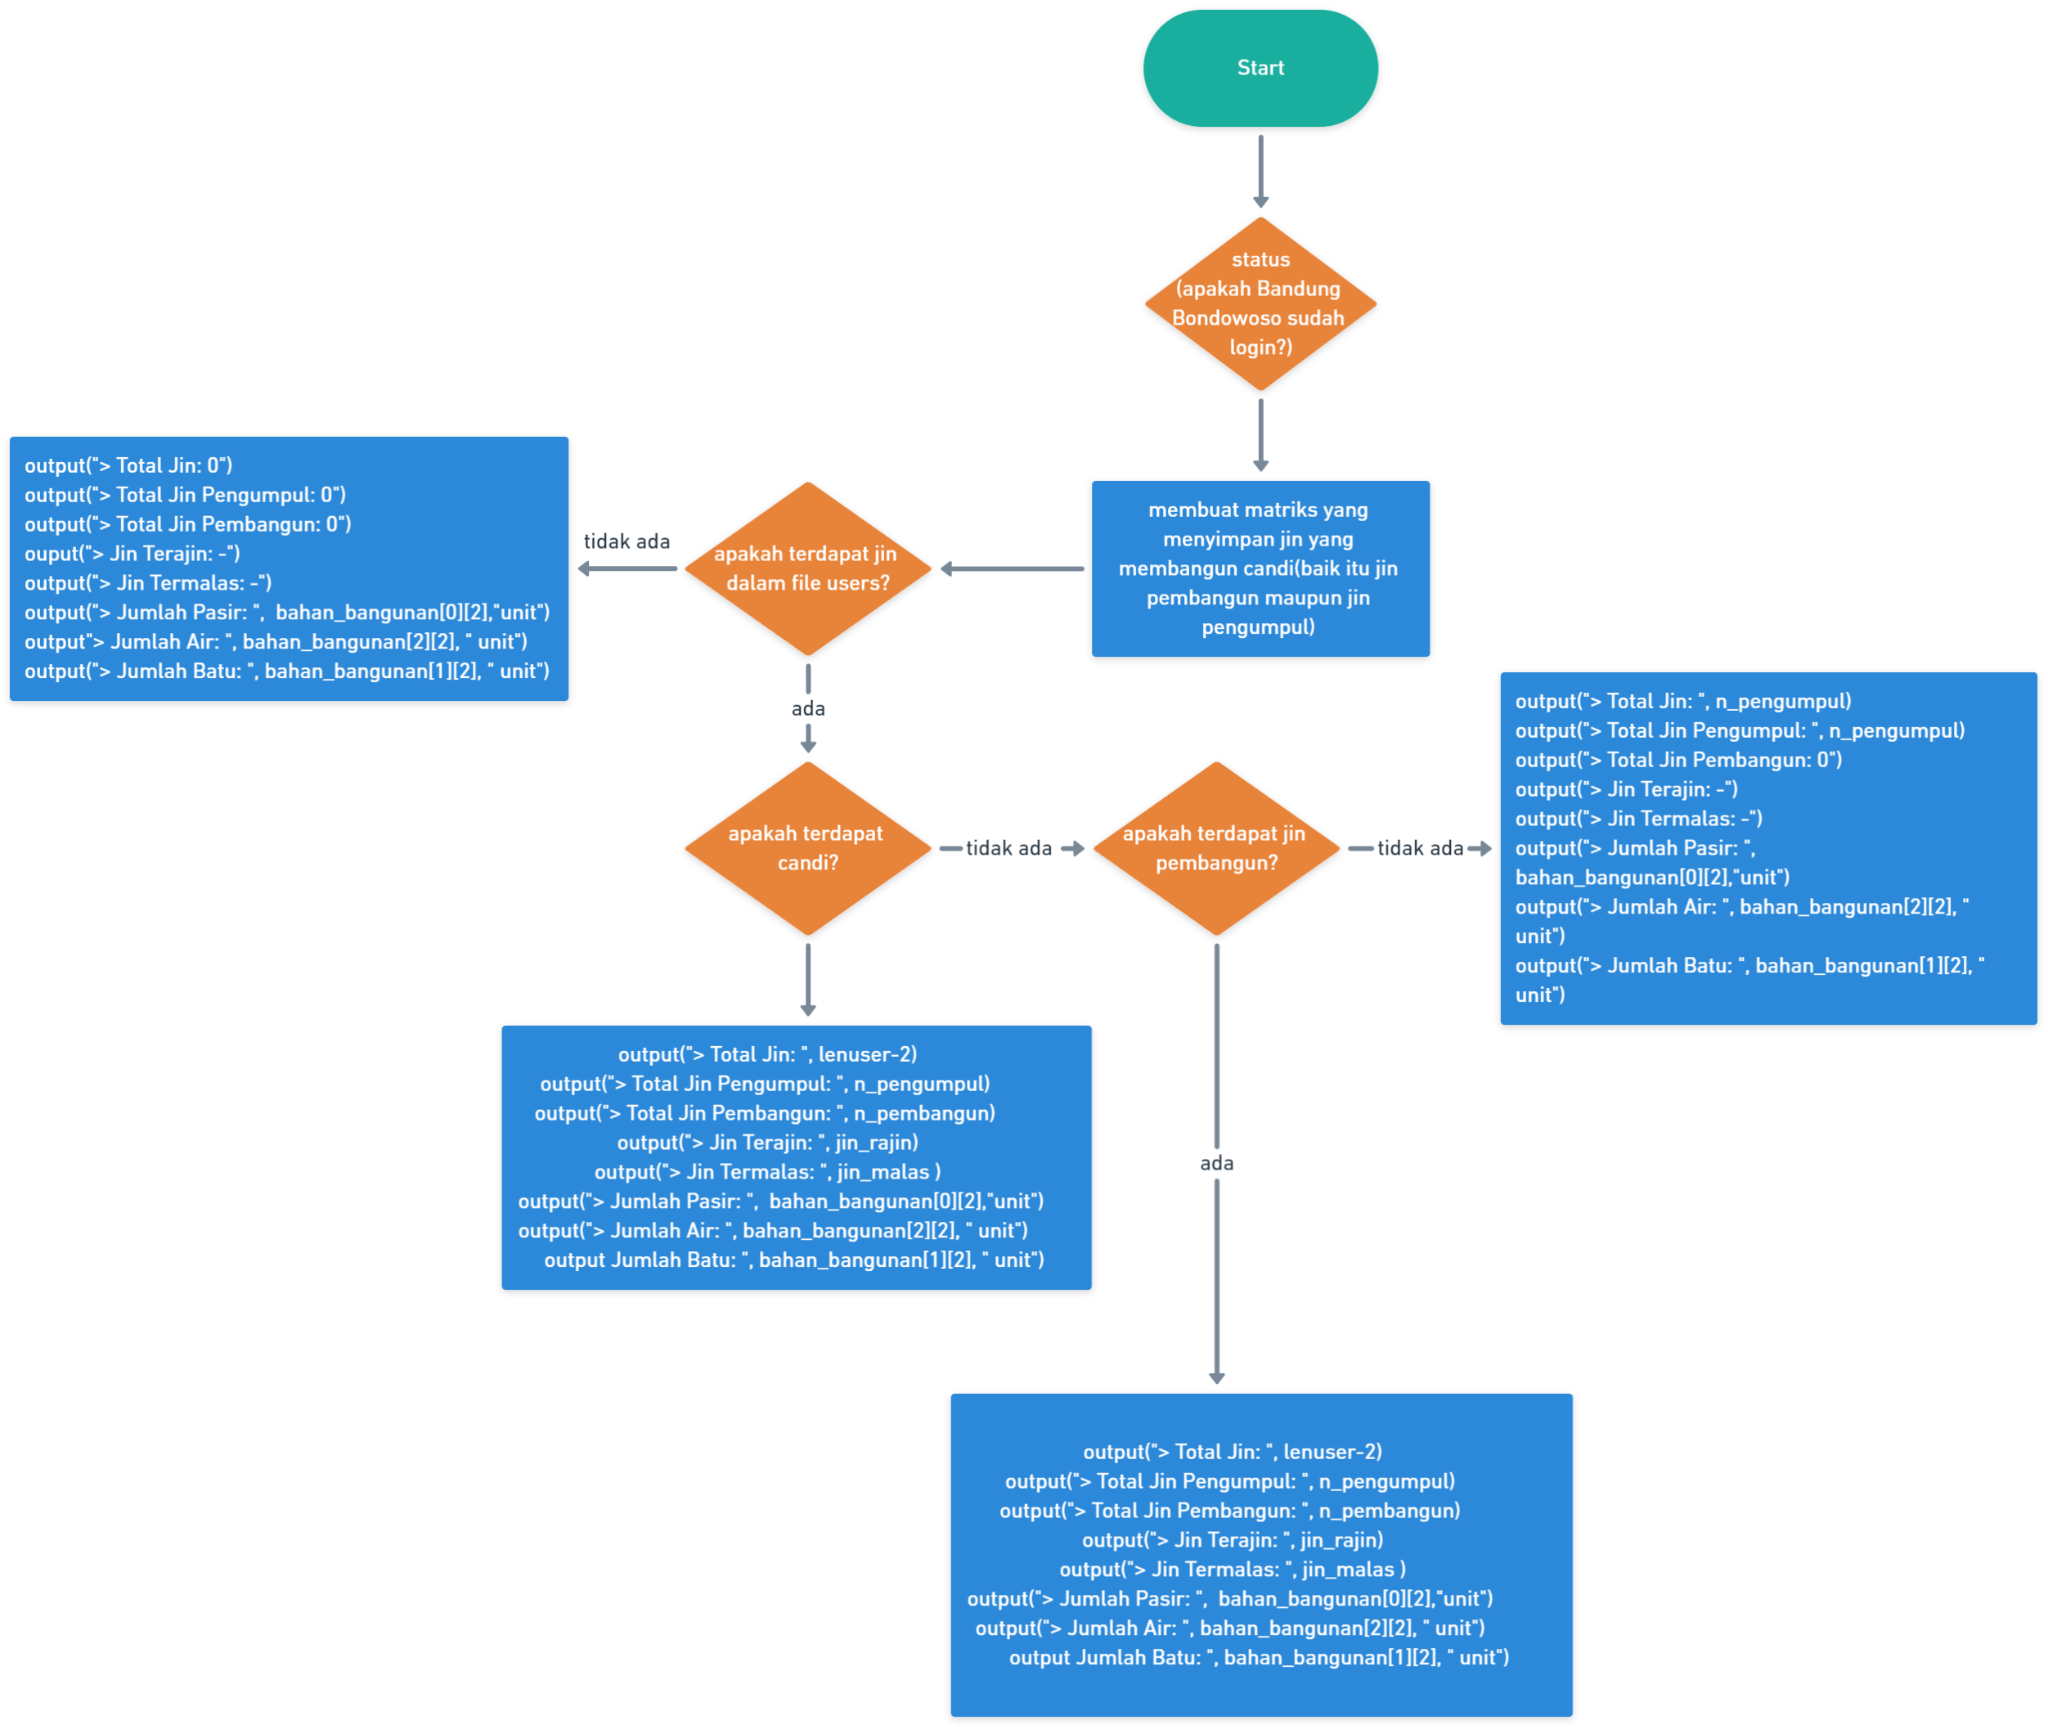 Start
status
(apakah Bandung
Bondowoso sudah
login?)
membuat matriks yang
menyimpan jin yang
membangun candi(baik itu jin
pembangun maupun jin
pengumpul)
apakah terdapat jin
dalam file users?
tidak ada
output("> Total Jin: 0")
output("> Total Jin Pengumpul: 0")
output("> Total Jin Pembangun: 0")
ouput("> Jin Terajin: -")
output("> Jin Termalas: -")
output("> Jumlah Pasir: ",  bahan_bangunan[0][2],"unit")
output"> Jumlah Air: ", bahan_bangunan[2][2], " unit")
output("> Jumlah Batu: ", bahan_bangunan[1][2], " unit")
ada
apakah terdapat
candi?
tidak ada
apakah terdapat jin
pembangun?
tidak ada
output("> Total Jin: ", n_pengumpul)
output("> Total Jin Pengumpul: ", n_pengumpul)
output("> Total Jin Pembangun: 0")
output("> Jin Terajin: -")
output("> Jin Termalas: -")
output("> Jumlah Pasir: ",
bahan_bangunan[0][2],"unit")
output("> Jumlah Air: ", bahan_bangunan[2][2], "
unit")
output("> Jumlah Batu: ", bahan_bangunan[1][2], "
unit")
output("> Total Jin: ", lenuser-2)
output("> Total Jin Pengumpul: ", n_pengumpul)
output("> Total Jin Pembangun: ", n_pembangun)
output("> Jin Terajin: ", jin_rajin)
output("> Jin Termalas: ", jin_malas )
output("> Jumlah Pasir: ",  bahan_bangunan[0][2],"unit")
output("> Jumlah Air: ", bahan_bangunan[2][2], " unit")
output Jumlah Batu: ", bahan_bangunan[1][2], " unit")
ada
output("> Total Jin: ", lenuser-2)
output("> Total Jin Pengumpul: ", n_pengumpul)
output("> Total Jin Pembangun: ", n_pembangun)
output("> Jin Terajin: ", jin_rajin)
output("> Jin Termalas: ", jin_malas )
output("> Jumlah Pasir: ",  bahan_bangunan[0][2],"unit")
output("> Jumlah Air: ", bahan_bangunan[2][2], " unit")
output Jumlah Batu: ", bahan_bangunan[1][2], " unit")